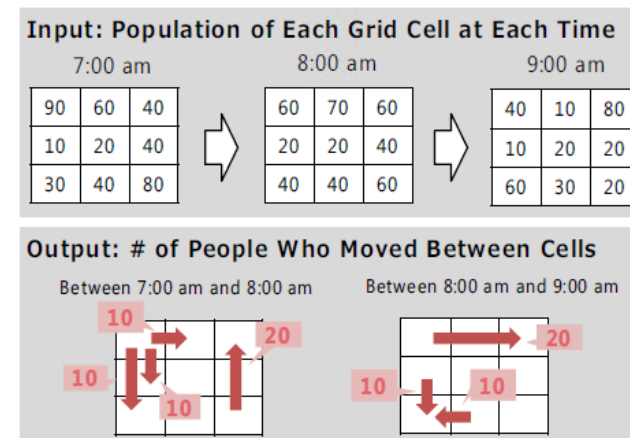 Input: Population of Each Grid Cell at Each Time
7:00 am
8:00 am
9:00 am
90 60 40
10 20 40
30 40 80
60 70 60
20 20 40
40 40 60
40 10 80
10 20 20
60 30 20
Output: # of People Who Moved Between Cells
Between 7:00 am and 8:00 am
Between 8:00 am and 9:00 am
10
20
10
10
20
10
10